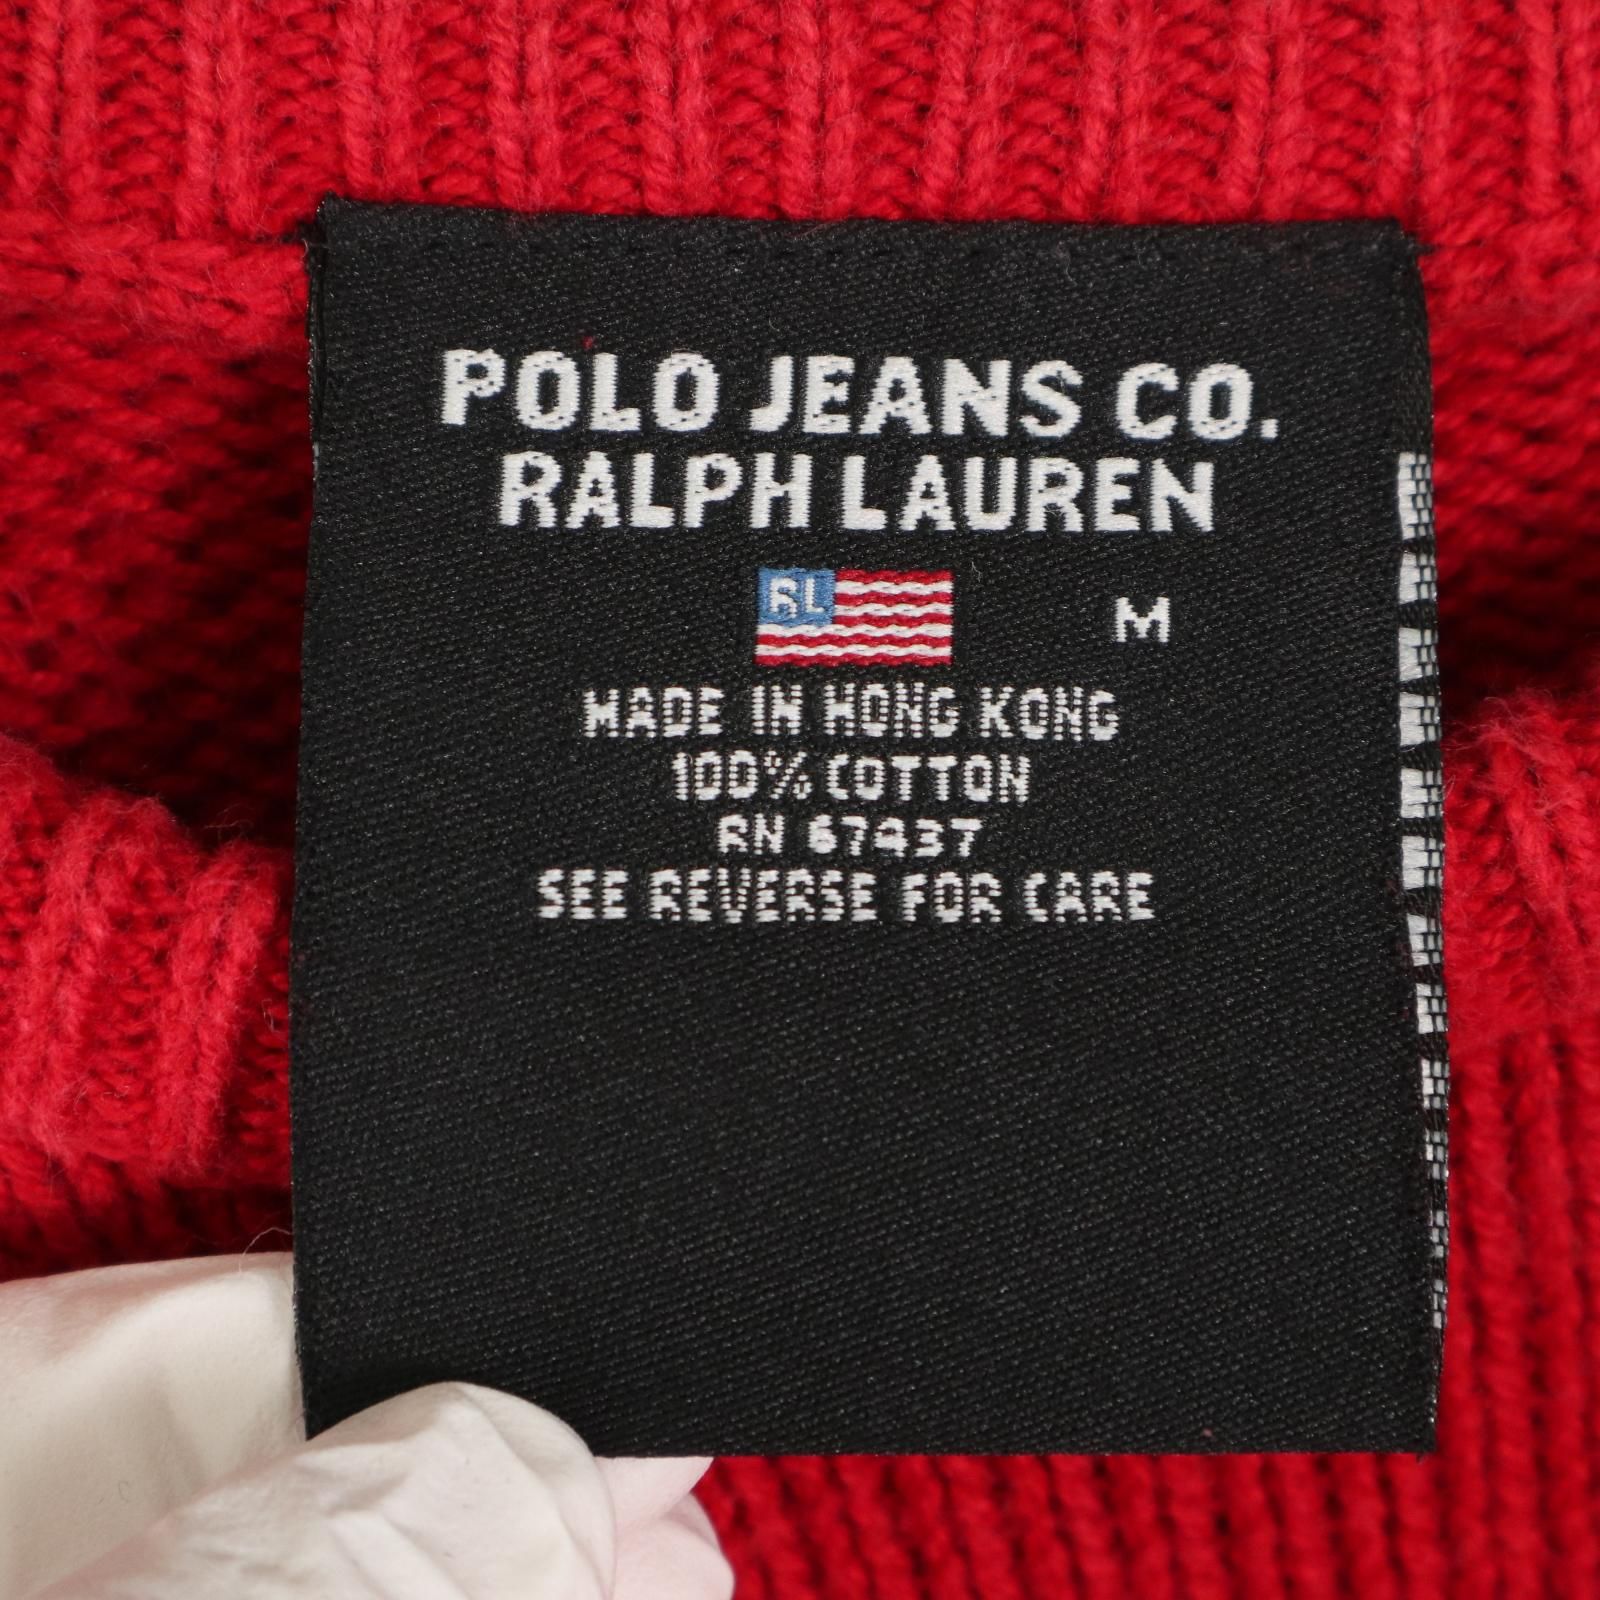 POLO JEANS CO.
RALPH LAUREN
RL
M
MADE IN HONG KONG
100% COTTON
RN 67437
SEE REVERSE FOR CARE